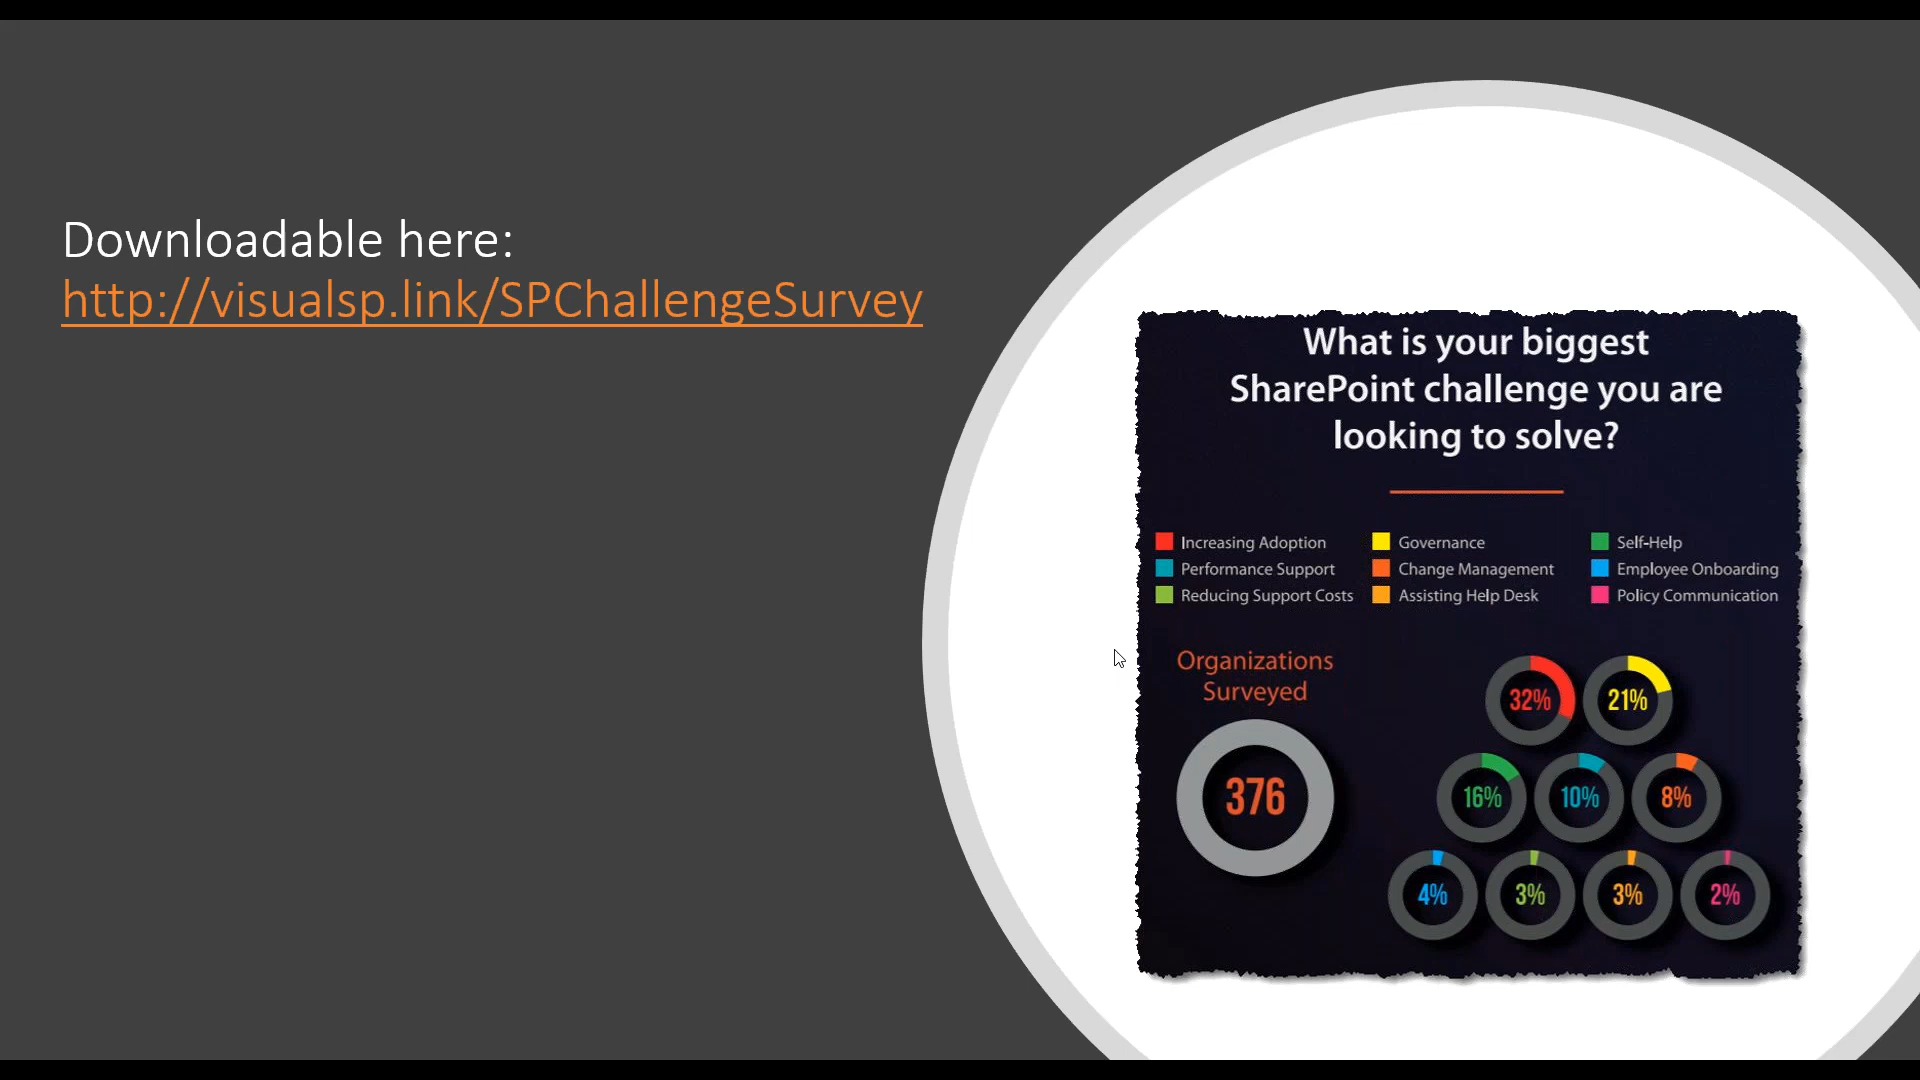 Downloadable here:
http://visualsp.link/SPChallengeSurvey
What is your biggest
SharePoint challenge you are
looking to solve?
Increasing Adoption
Governance
Self-Help
Performance Support
Change Management
Employee Onboarding
Reducing Support Costs
Assisting Help Desk
Policy Communication
Organizations
Surveyed
376
32%
21%
16%
10%
8%
4%
3%
3%
2%